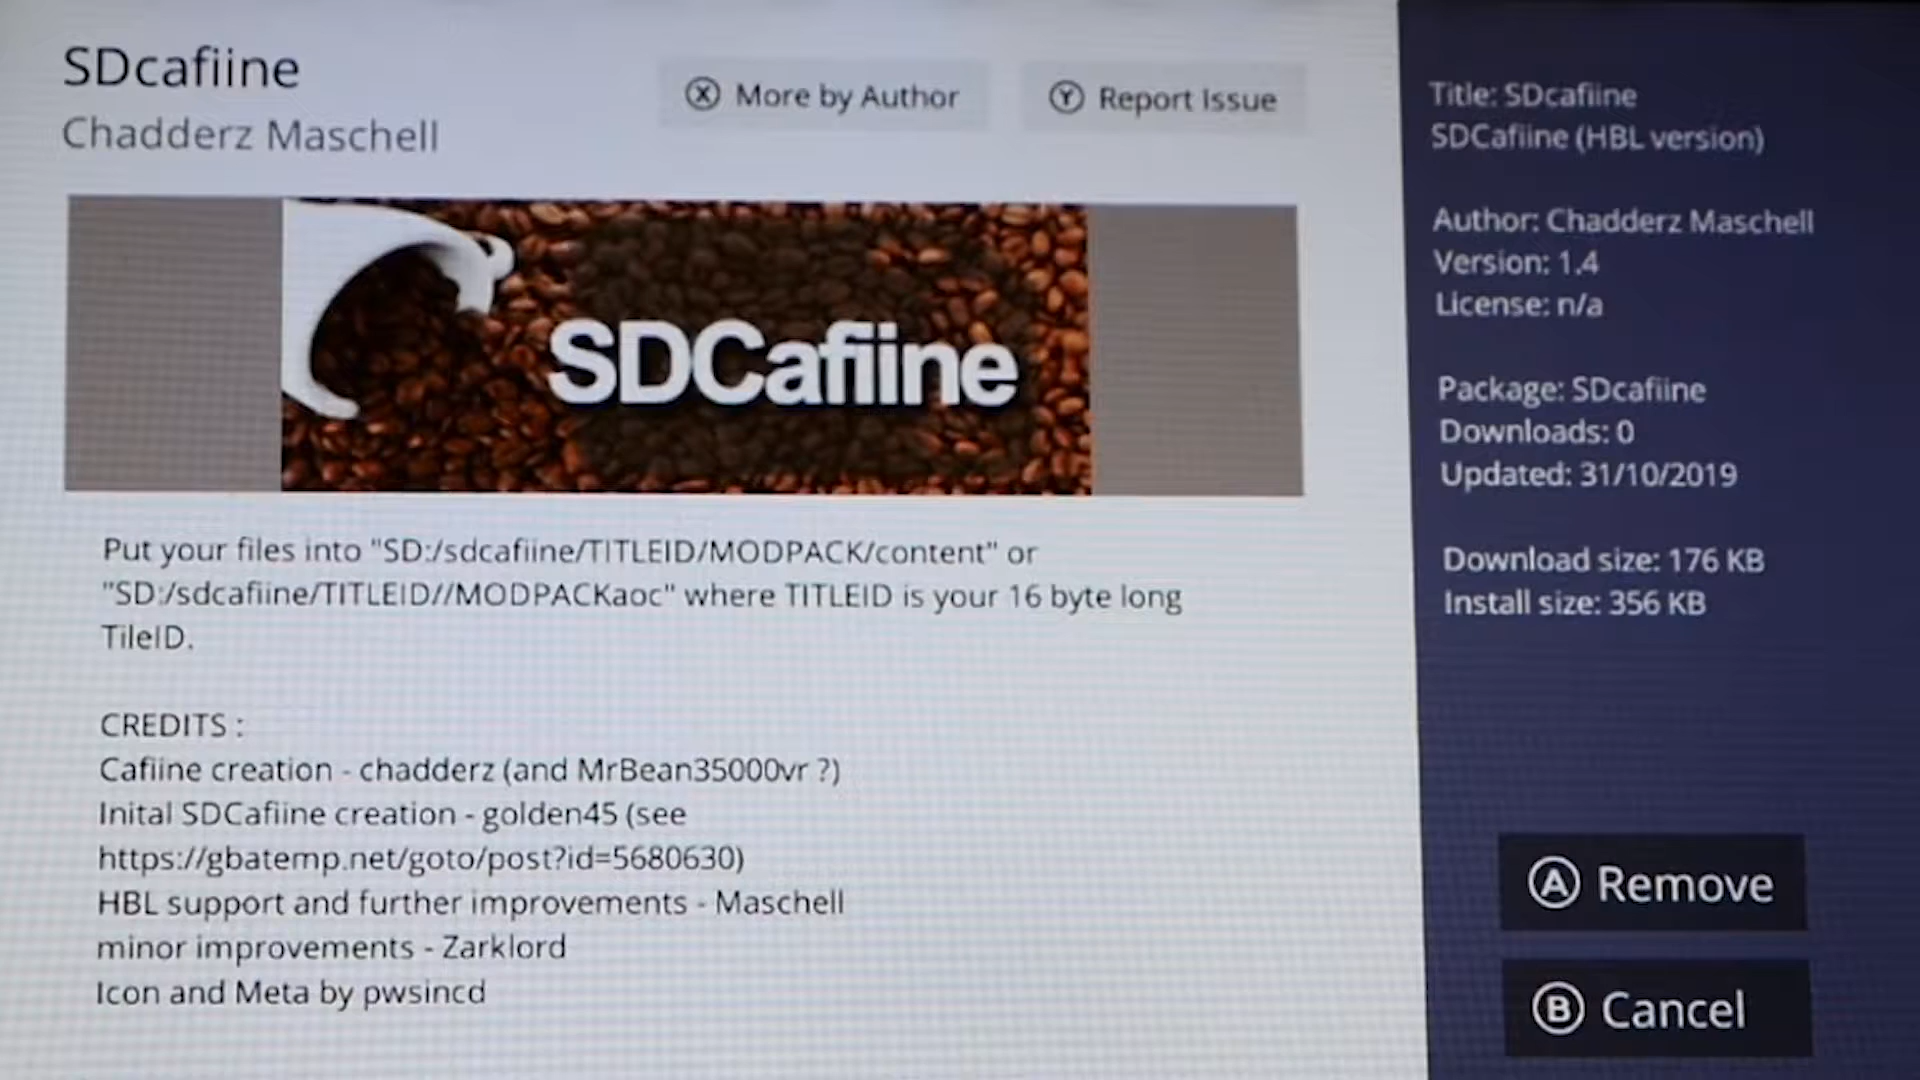 SDcafiine
Chadderz Maschell
X More by Author
Y Report Issue
SDCafiine
Put your files into "SD:/sdcafiine/TITLEID/MODPACK/content" or
"SD:/sdcafiine/TITLEID//MODPACKaoc" where TITLEID is your 16 byte long
TileID.
CREDITS :
Cafiine creation - chadderz (and MrBean35000vr ?)
Inital SDCafiine creation - golden45 (see
https://gbatemp.net/goto/post?id=5680630)
HBL support and further improvements - Maschell
minor improvements - Zarklord
Icon and Meta by pwsincd
Title: SDcafiine
SDCafiine (HBL version)
Author: Chadderz Maschell
Version: 1.4
License: n/a
Package: SDcafiine
Downloads: 0
Updated: 31/10/2019
Download size: 176 KB
Install size: 356 KB
A Remove
B Cancel